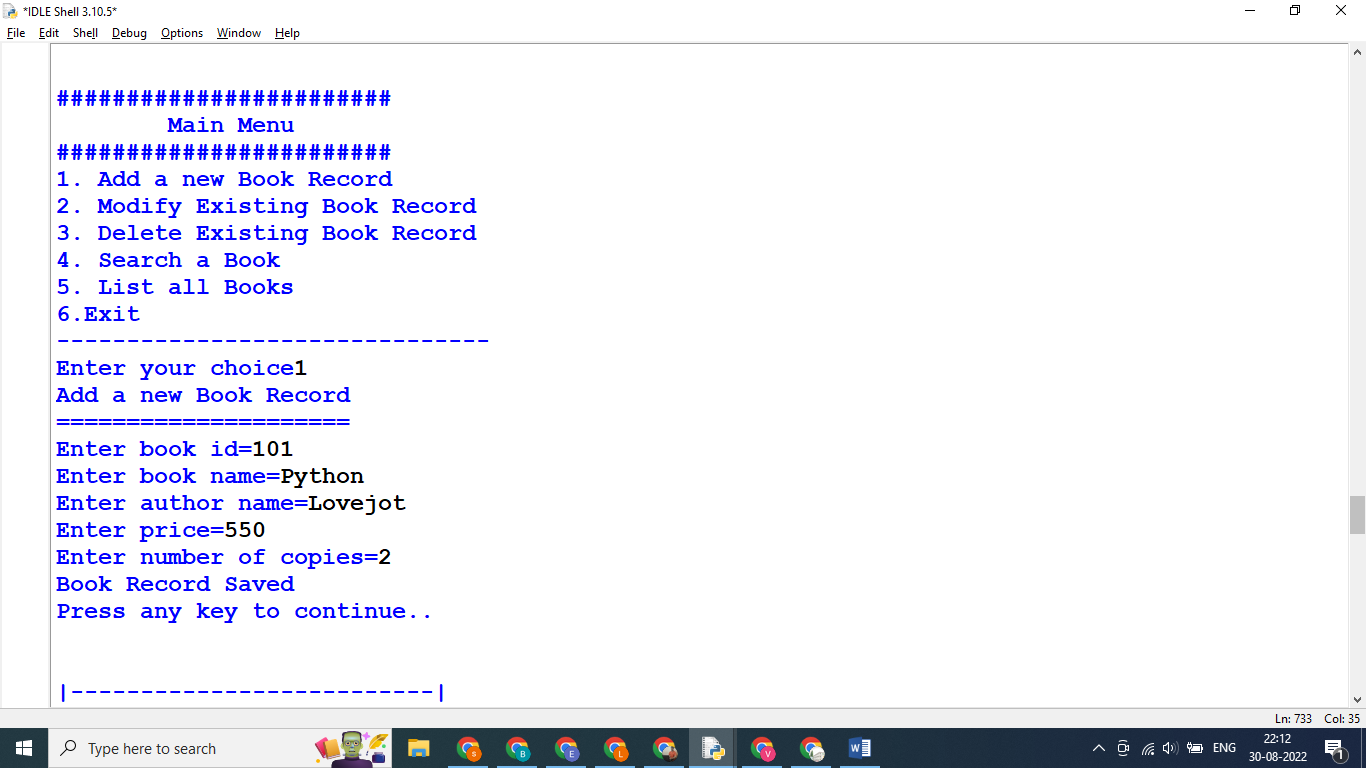 *IDLE Shell 3.10.5*
File Edit Shell Debug Options Window Help
########################
Main Menu
########################
1. Add a new Book Record
2. Modify Existing Book Record
3. Delete Existing Book Record
4. Search a Book
5. List all Books
6.Exit
-------------------------------
Enter your choice1
Add a new Book Record
=====================
Enter book id=101
Enter book name=Python
Enter author name=Lovejot
Enter price=550
Enter number of copies=2
Book Record Saved
Press any key to continue..
|--------------------------|
Ln: 733 Col: 35
Type here to search
S B E L V W
ENG
22:12
30-08-2022
1